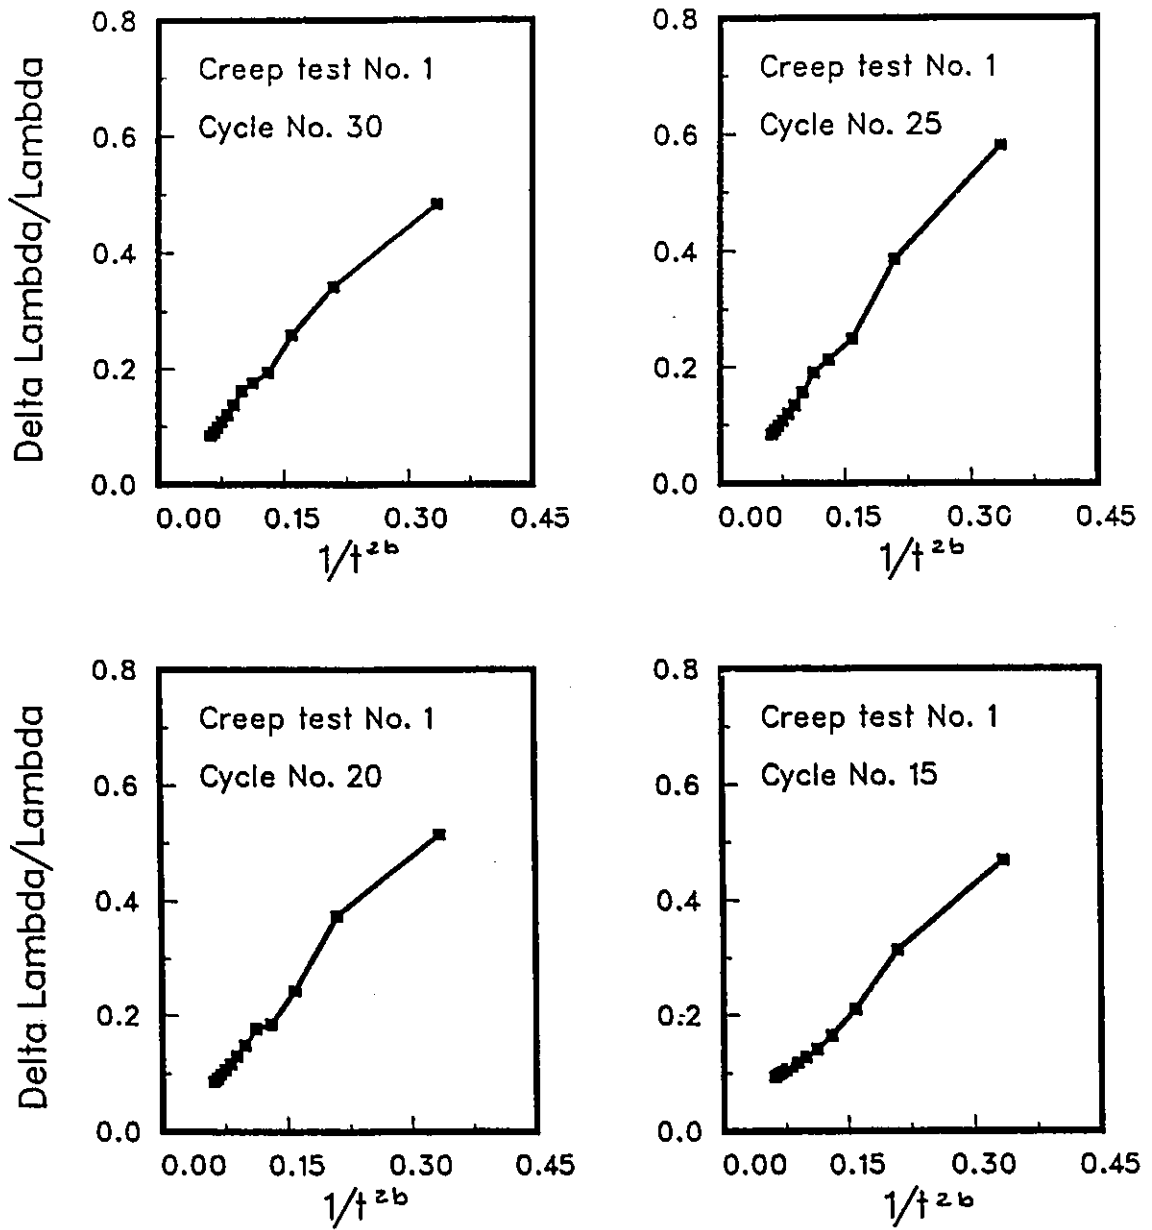 Delta Lambda/Lambda
0.8
0.6
0.4
0.2
0.0
Creep test No. 1
Cycle No. 30
0.00 0.15 0.30 0.45
1/t^2b
0.8
0.6
0.4
0.2
0.0
Creep test No. 1
Cycle No. 25
0.00 0.15 0.30 0.45
1/t^2b
Delta Lambda/Lambda
0.8
0.6
0.4
0.2
0.0
Creep test No. 1
Cycle No. 20
0.00 0.15 0.30 0.45
1/t^2b
0.8
0.6
0.4
0.2
0.0
Creep test No. 1
Cycle No. 15
0.00 0.15 0.30 0.45
1/t^2b